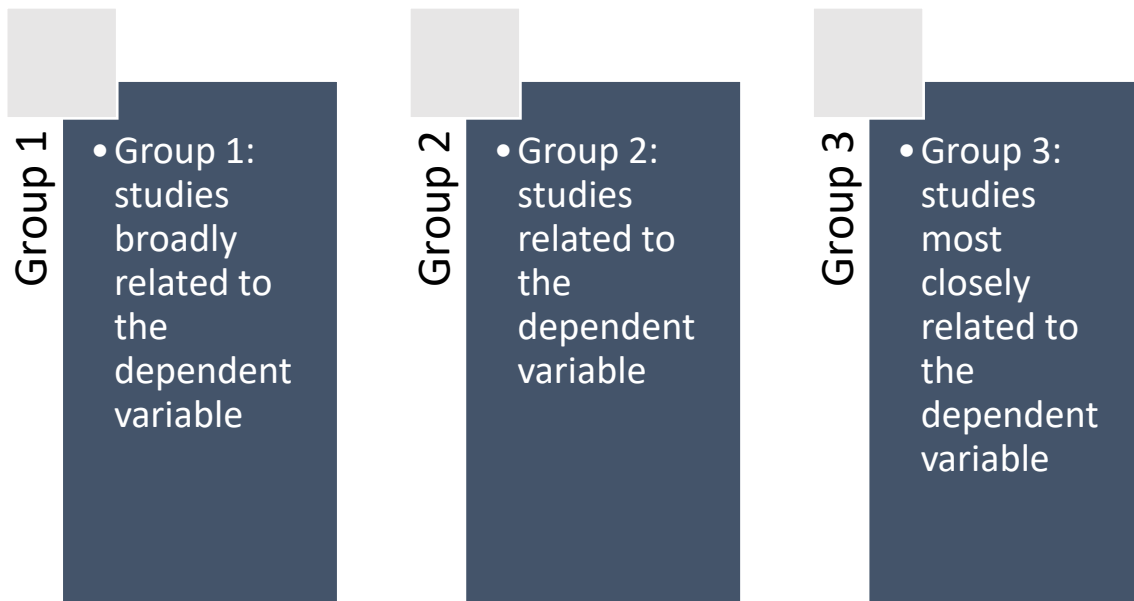 Group 1
• Group 1:
studies
broadly
related to
the
dependent
variable
Group 2
• Group 2:
studies
related to
the
dependent
variable
Group 3
• Group 3:
studies
most
closely
related to
the
dependent
variable